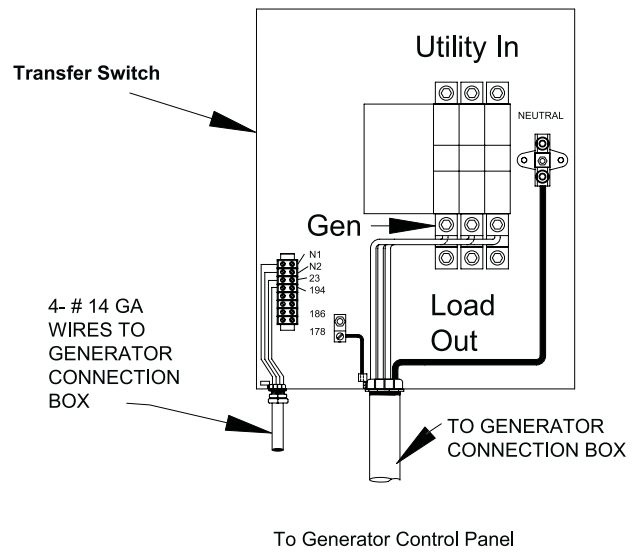 Utility In
Transfer Switch
NEUTRAL
Gen
N1
N2
23
194
186
178
Load
Out
4- # 14 GA
WIRES TO
GENERATOR
CONNECTION
BOX
TO GENERATOR
CONNECTION BOX
To Generator Control Panel